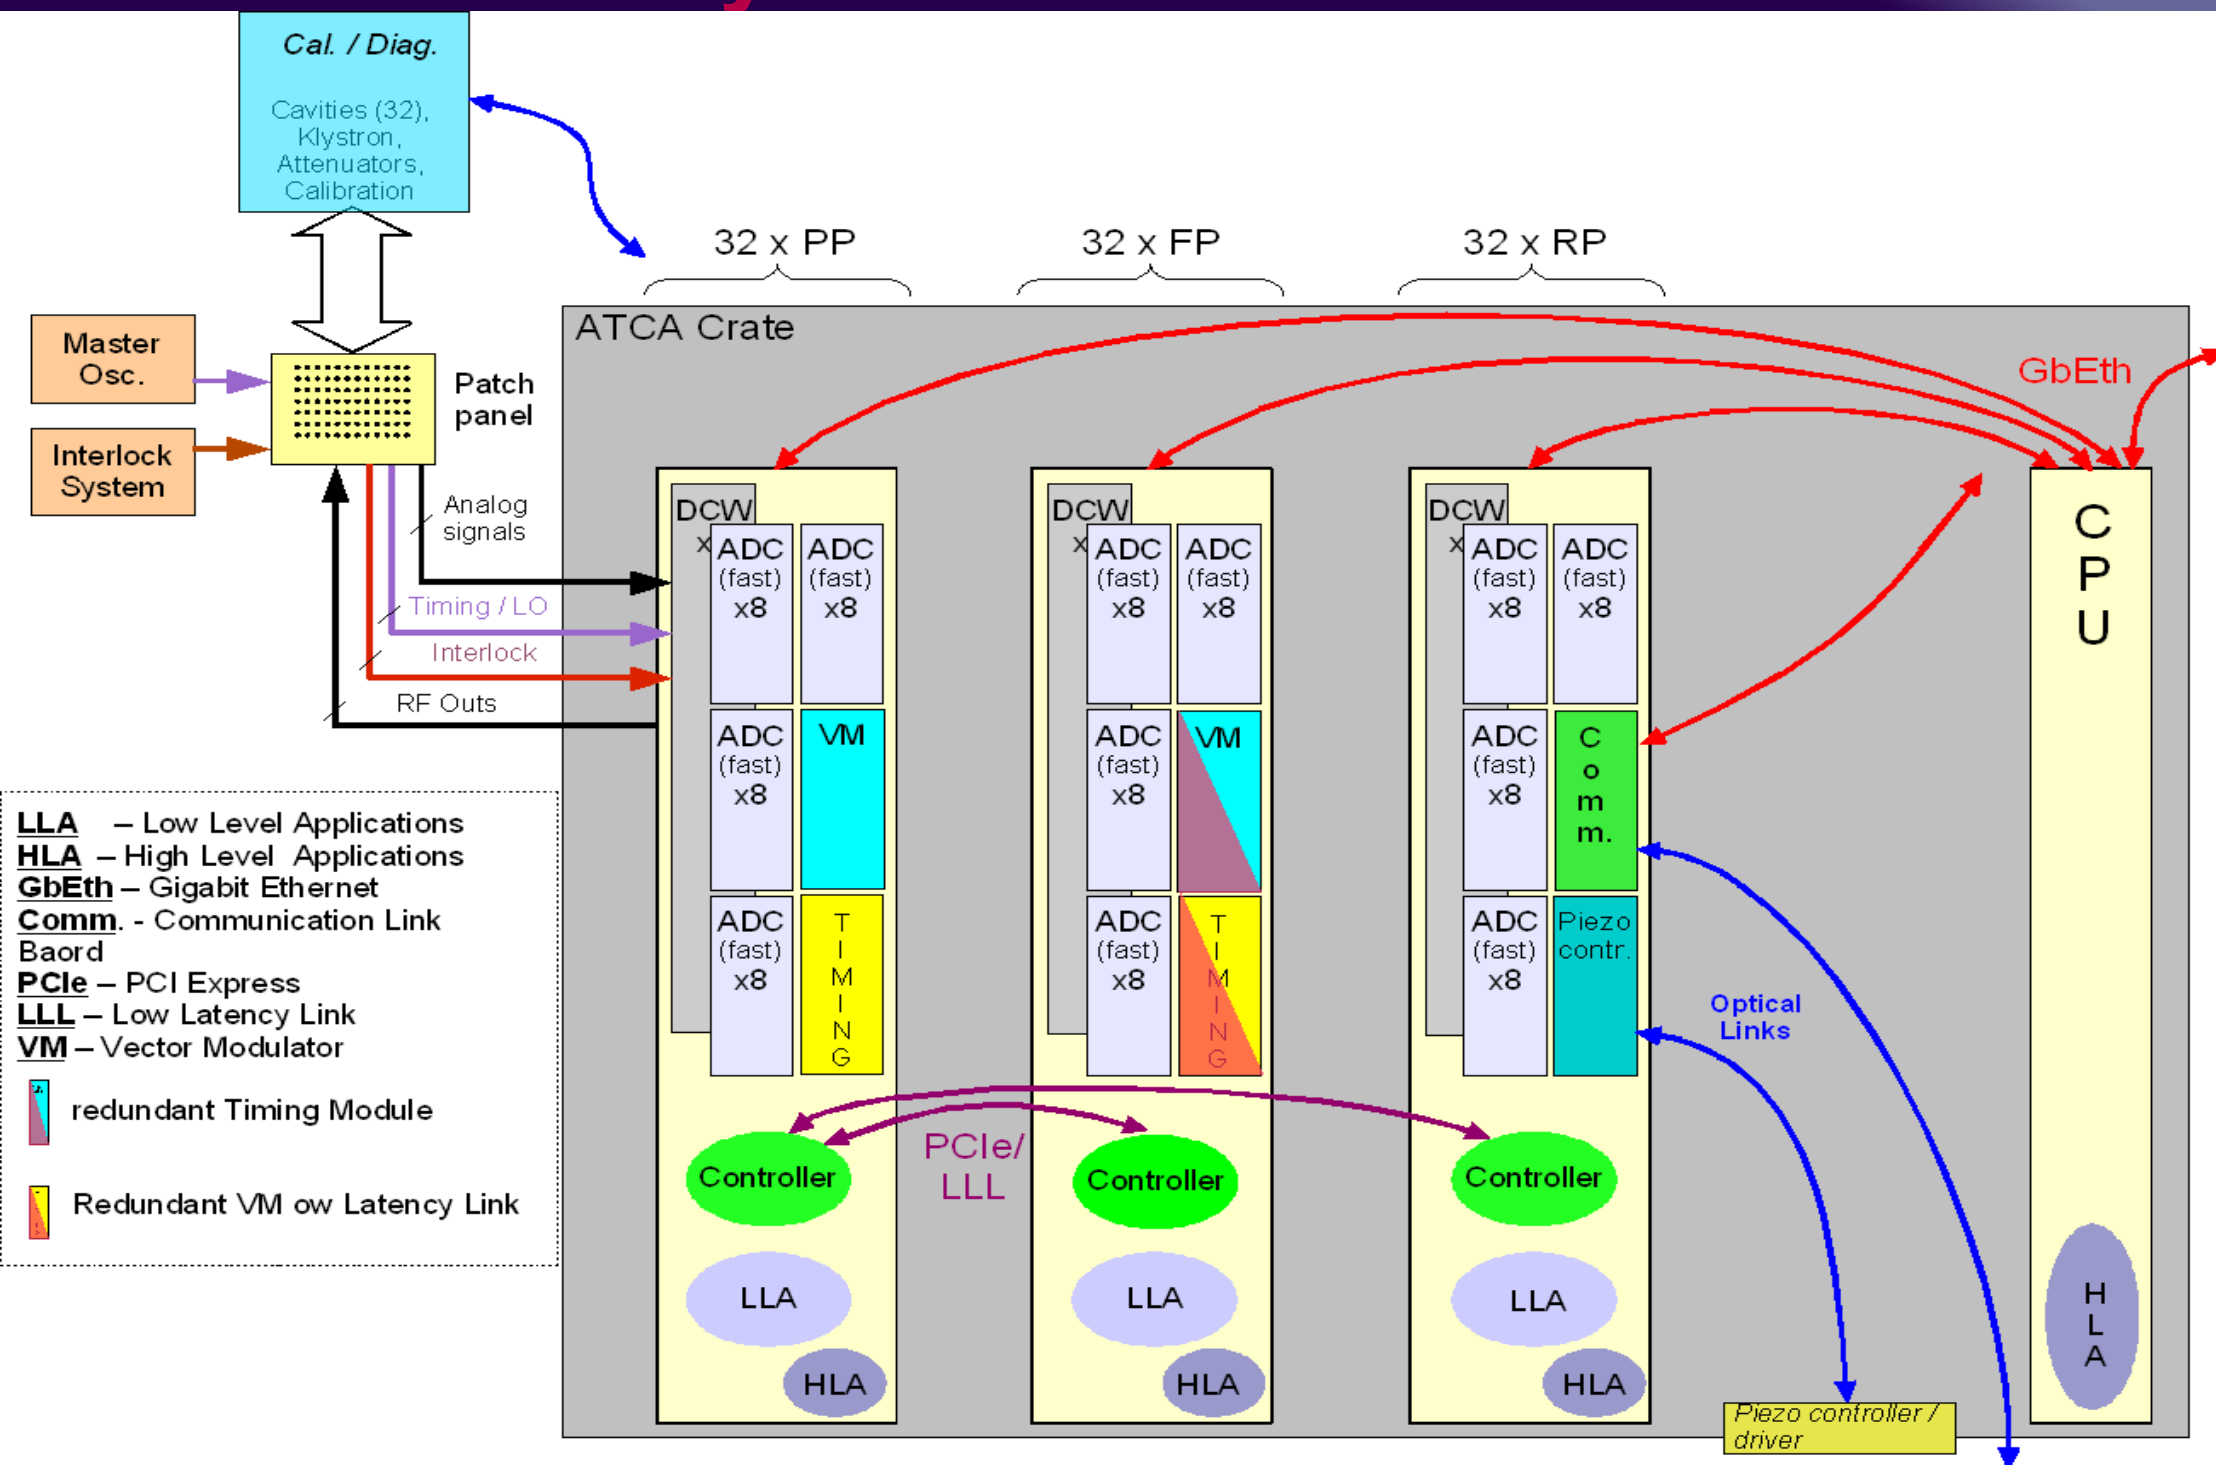 Cal. / Diag.
Cavities (32),
Klystron,
Attenuators,
Calibration
32 x PP
32 x FP
32 x RP
ATCA Crate
Master
Osc.
Interlock
System
Patch
panel
GbEth
Analog
signals
Timing / LO
Interlock
RF Outs
DCW
x
ADC
(fast)
x8
ADC
(fast)
x8
ADC
(fast)
x8
VM
ADC
(fast)
x8
TIMING
Controller
LLA
HLA
DCW
x
ADC
(fast)
x8
ADC
(fast)
x8
ADC
(fast)
x8
VM
ADC
(fast)
x8
TIMING
Controller
LLA
HLA
DCW
x
ADC
(fast)
x8
ADC
(fast)
x8
ADC
(fast)
x8
Comm.
ADC
(fast)
x8
Piezo
contr.
Controller
LLA
HLA
PCIe/
LLL
Optical
Links
CPU
HLA
Piezo controller /
driver
LLA – Low Level Applications
HLA – High Level Applications
GbEth – Gigabit Ethernet
Comm. - Communication Link
Baord
PCIe – PCI Express
LLL – Low Latency Link
VM – Vector Modulator
redundant Timing Module
Redundant VM ow Latency Link